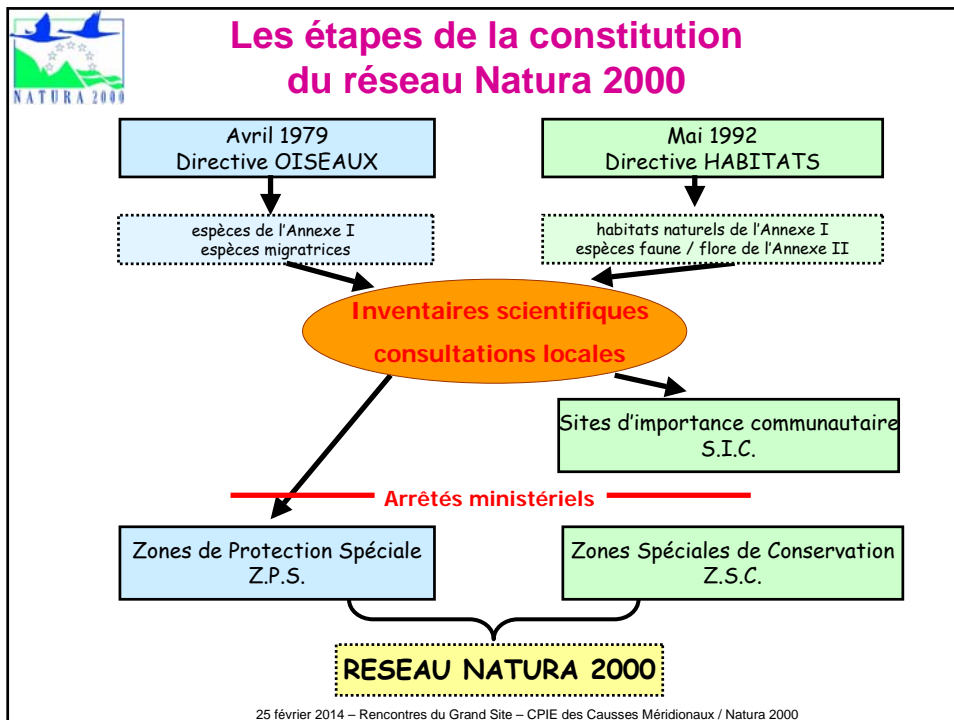 Les étapes de la constitution
du réseau Natura 2000
NATURA 2000
Avril 1979
Directive OISEAUX
Mai 1992
Directive HABITATS
espèces de l'Annexe I
espèces migratrices
habitats naturels de l'Annexe I
espèces faune / flore de l'Annexe II
Inventaires scientifiques
consultations locales
Sites d'importance communautaire
S.I.C.
Arrêtés ministériels
Zones de Protection Spéciale
Z.P.S.
Zones Spéciales de Conservation
Z.S.C.
RESEAU NATURA 2000
25 février 2014 – Rencontres du Grand Site – CPIE des Causses Méridionaux / Natura 2000